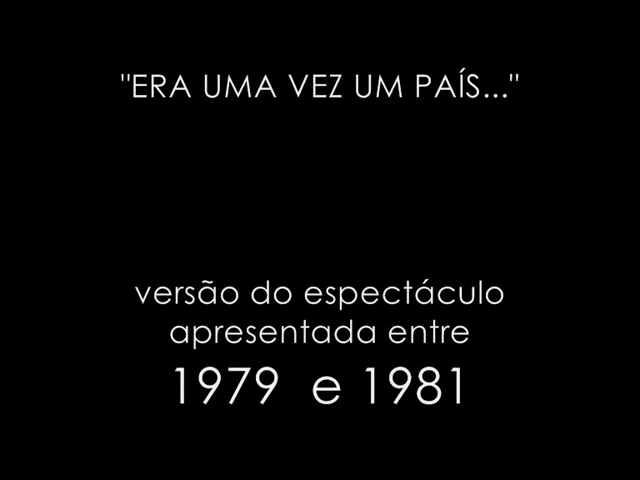 "ERA UMA VEZ UM PAÍS..."
versão do espectáculo
apresentada entre
1979 e 1981